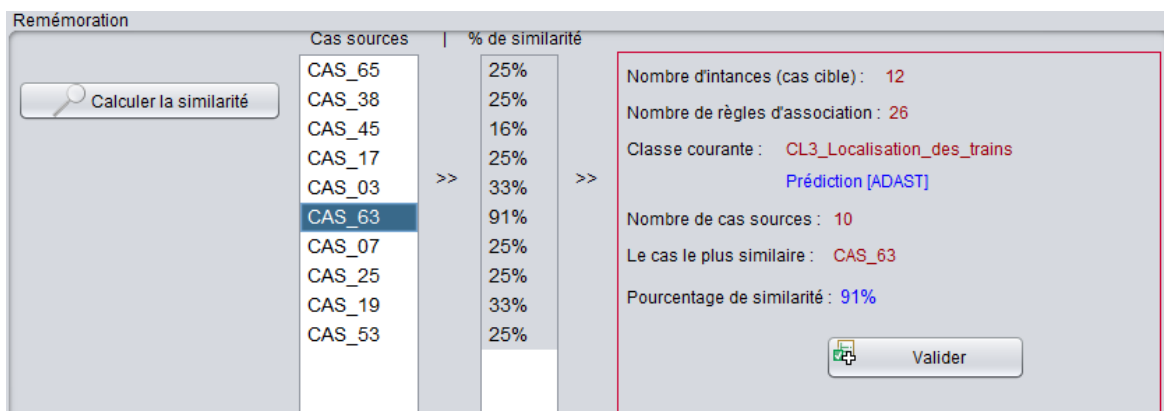 Remémoration
Cas sources | % de similarité
Calculer la similarité
CAS_65 25%
CAS_38 25%
CAS_45 16%
CAS_17 25%
CAS_03 33%
>> >>
CAS_63 91%
CAS_07 25%
CAS_25 25%
CAS_19 33%
CAS_53 25%
Nombre d'intances (cas cible) : 12
Nombre de règles d'association : 26
Classe courante : CL3_Localisation_des_trains
Prédiction [ADAST]
Nombre de cas sources : 10
Le cas le plus similaire : CAS_63
Pourcentage de similarité : 91%
Valider